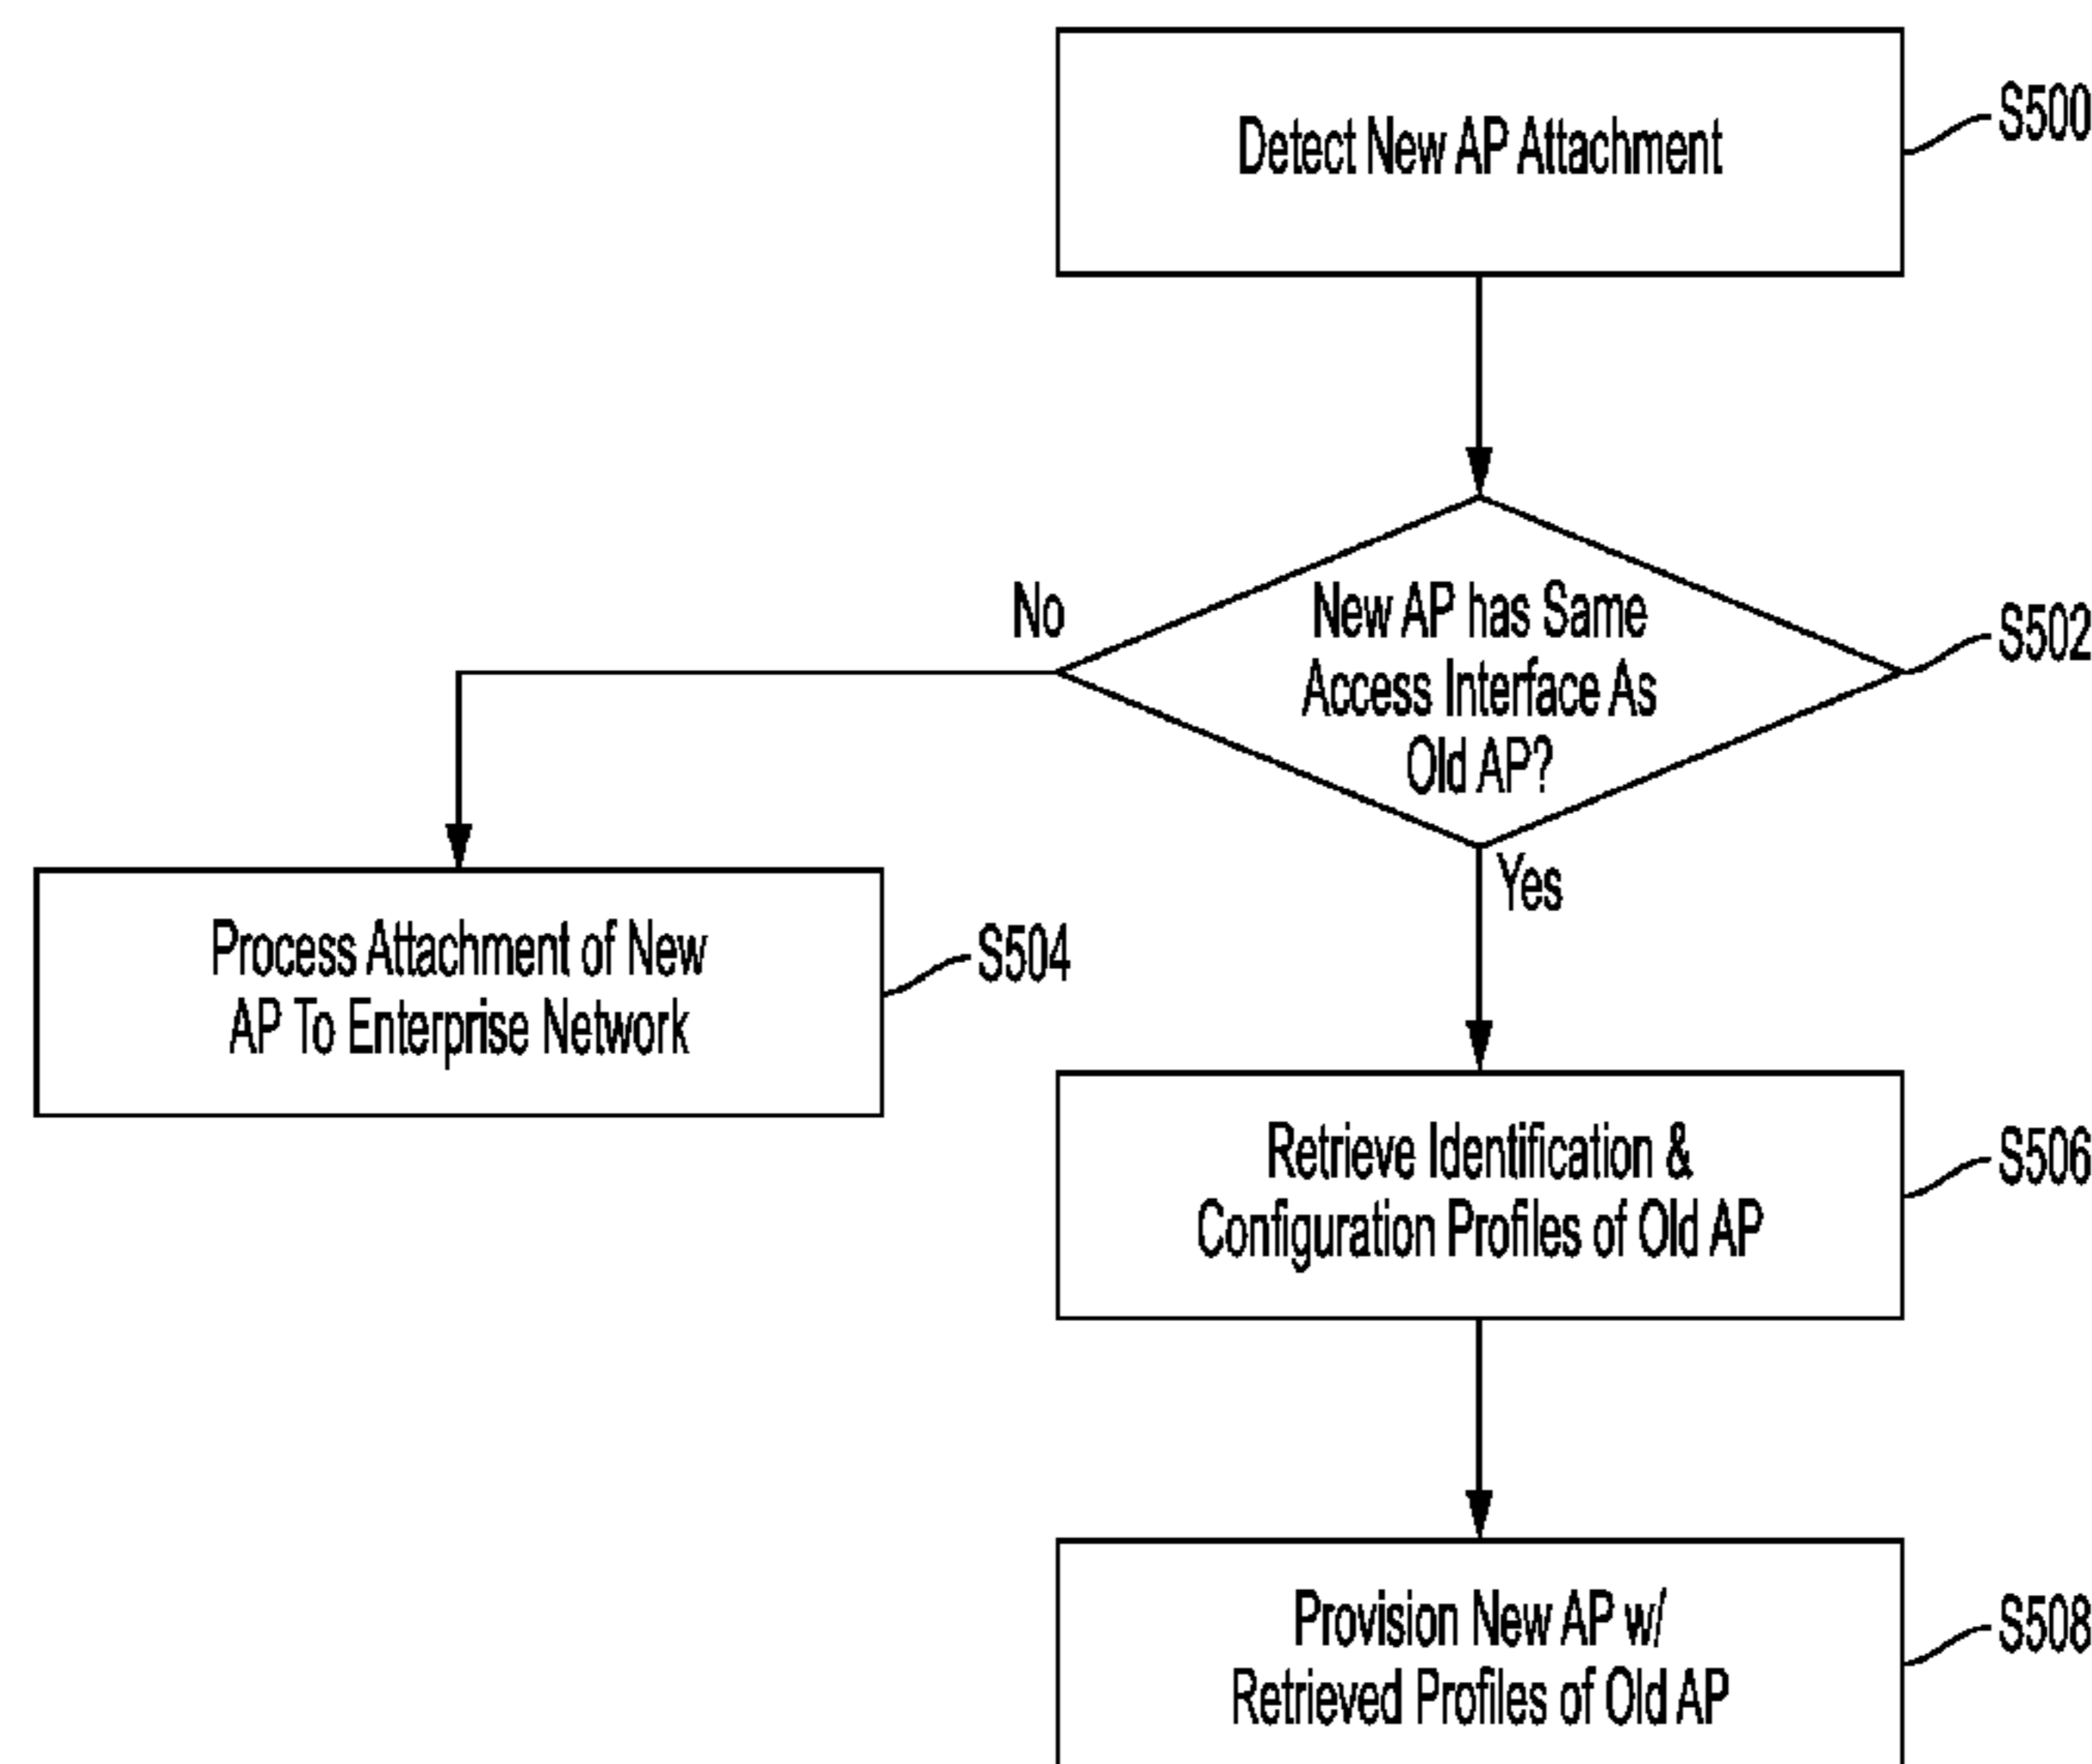 Detect New AP Attachment
S500
New AP has Same
Access Interface As
Old AP?
S502
No
Yes
Process Attachment of New
AP To Enterprise Network
S504
Retrieve Identification &
Configuration Profiles of Old AP
S506
Provision New AP w/
Retrieved Profiles of Old AP
S508